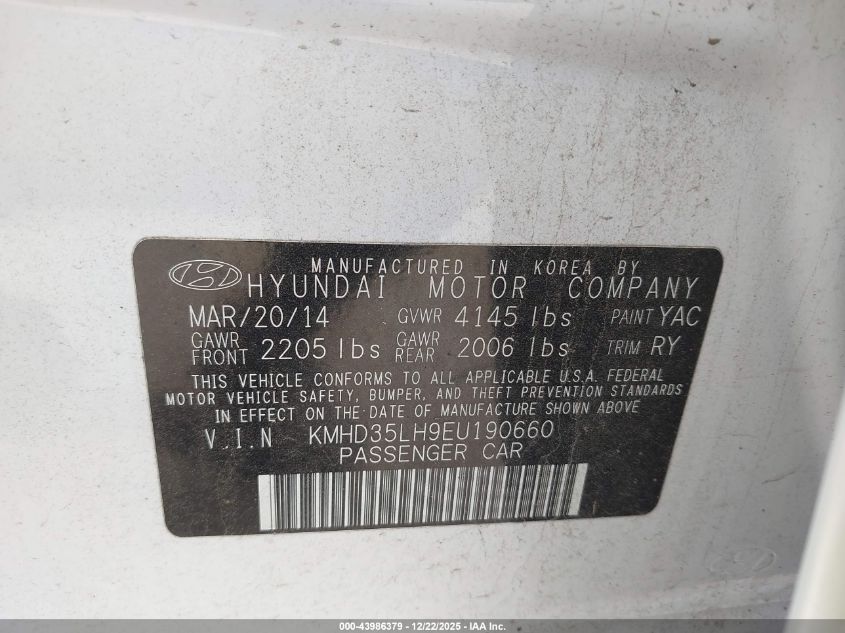 MANUFACTURED IN KOREA BY
HYUNDAI MOTOR COMPANY
MAR/20/14 GVWR 4145 lbs PAINT YAC
GAWR FRONT 2205 lbs GAWR REAR 2006 lbs TRIM RY
THIS VEHICLE CONFORMS TO ALL APPLICABLE U.S.A. FEDERAL
MOTOR VEHICLE SAFETY, BUMPER, AND THEFT PREVENTION STANDARDS
IN EFFECT ON THE DATE OF MANUFACTURE SHOWN ABOVE
V.I.N KMHD35LH9EU190660
PASSENGER CAR
000-43986379 - 12/22/2025 - IAA Inc.